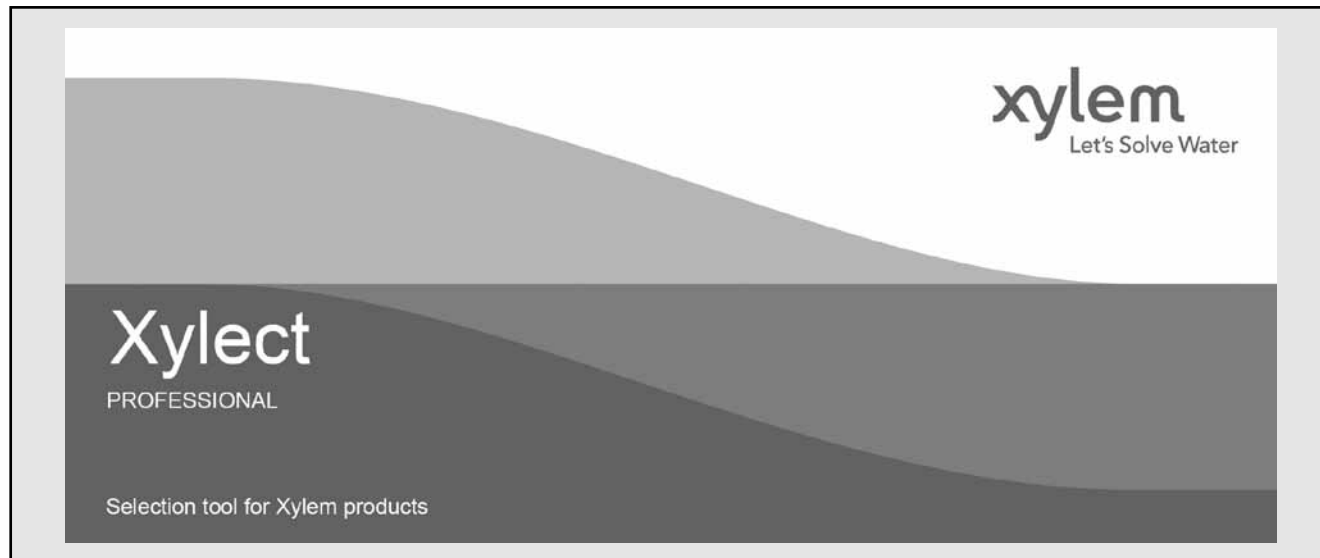 xylem
Let's Solve Water
Xylect
PROFESSIONAL
Selection tool for Xylem products